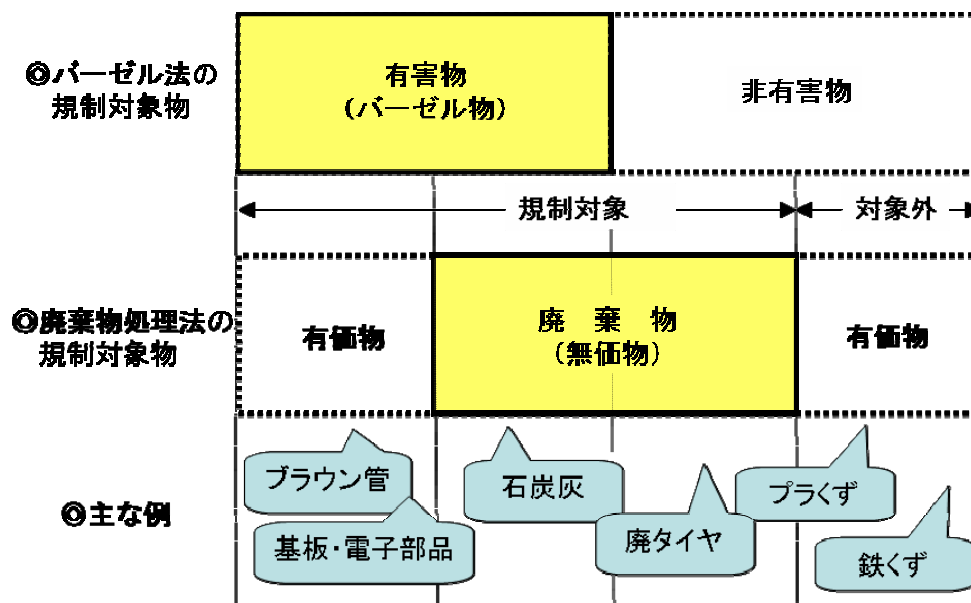 ◎バーゼル法の
規制対象物
有害物
（バーゼル物）
非有害物
規制対象
対象外
◎廃棄物処理法の
規制対象物
有価物
廃 棄 物
（無価物）
有価物
◎主な例
ブラウン管
基板・電子部品
石炭灰
廃タイヤ
プラくず
鉄くず